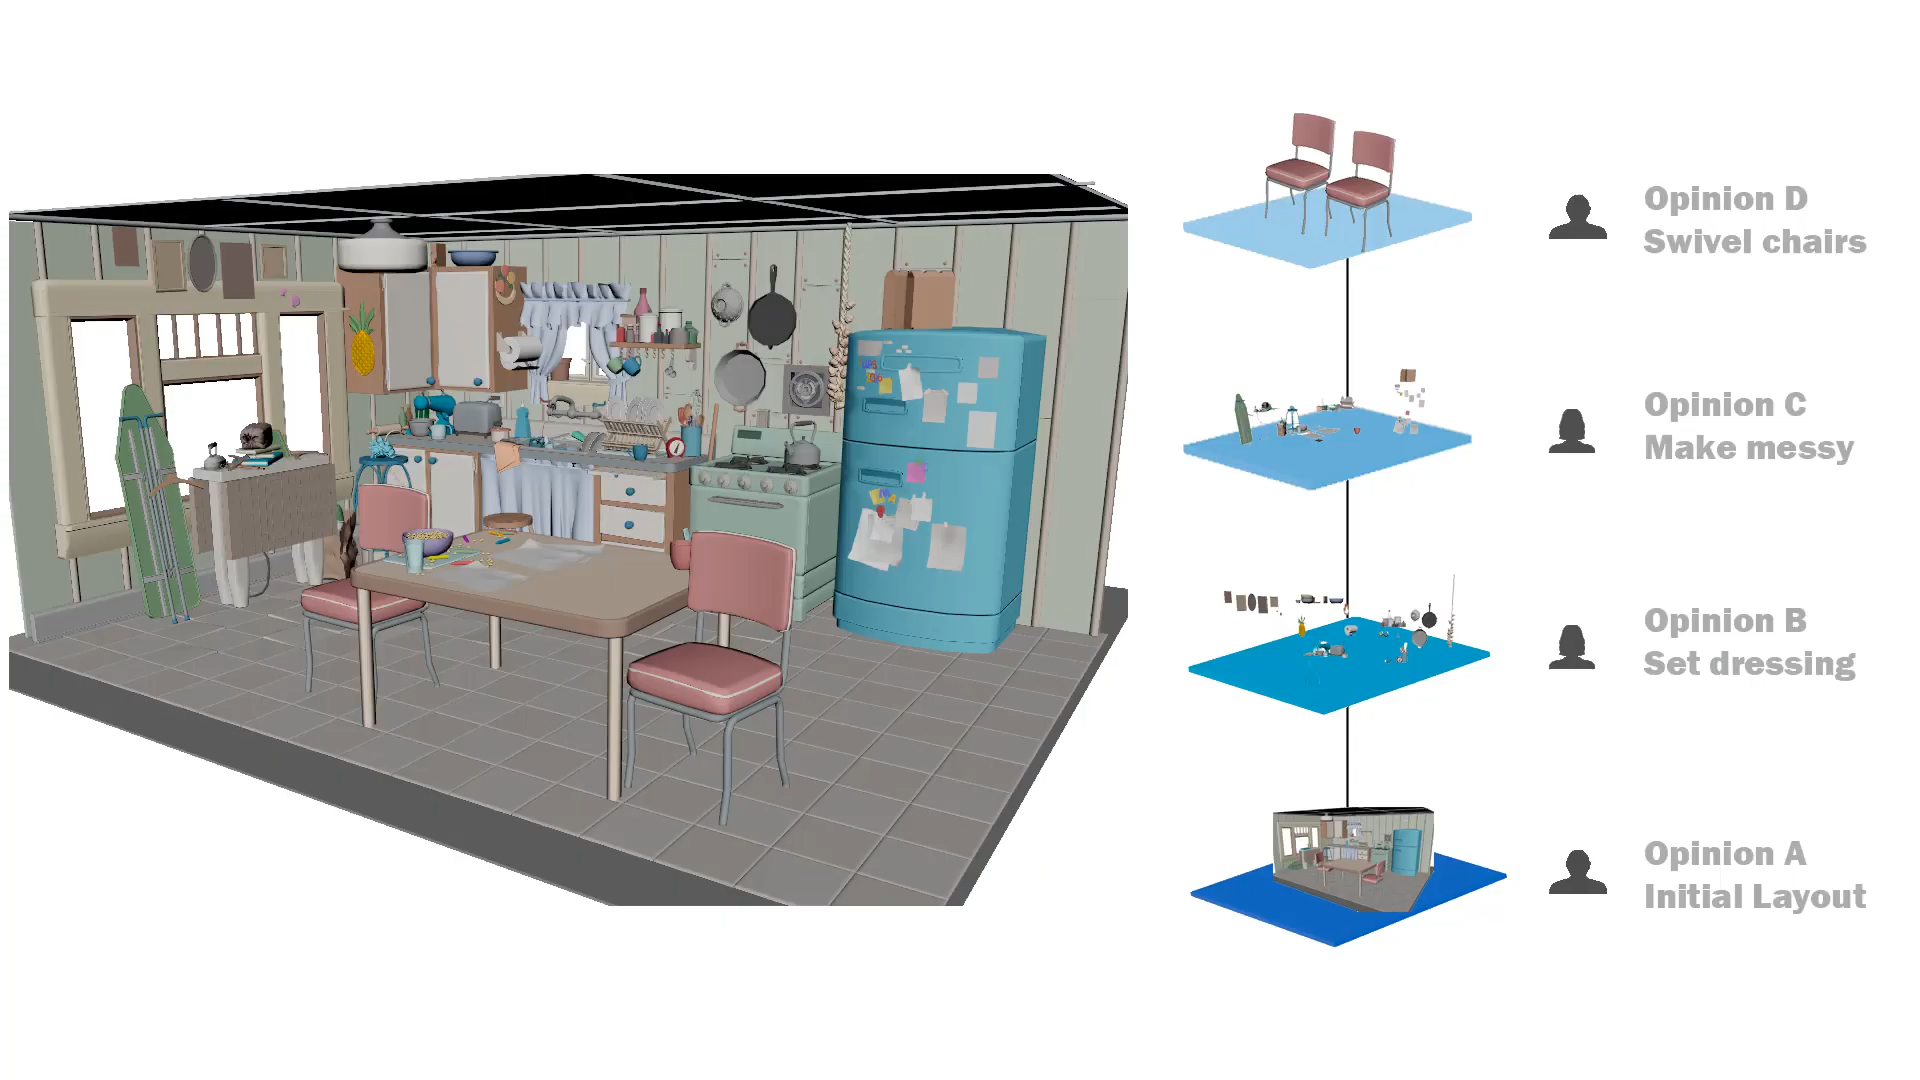 Opinion D
Swivel chairs
Opinion C
Make messy
Opinion B
Set dressing
Opinion A
Initial Layout